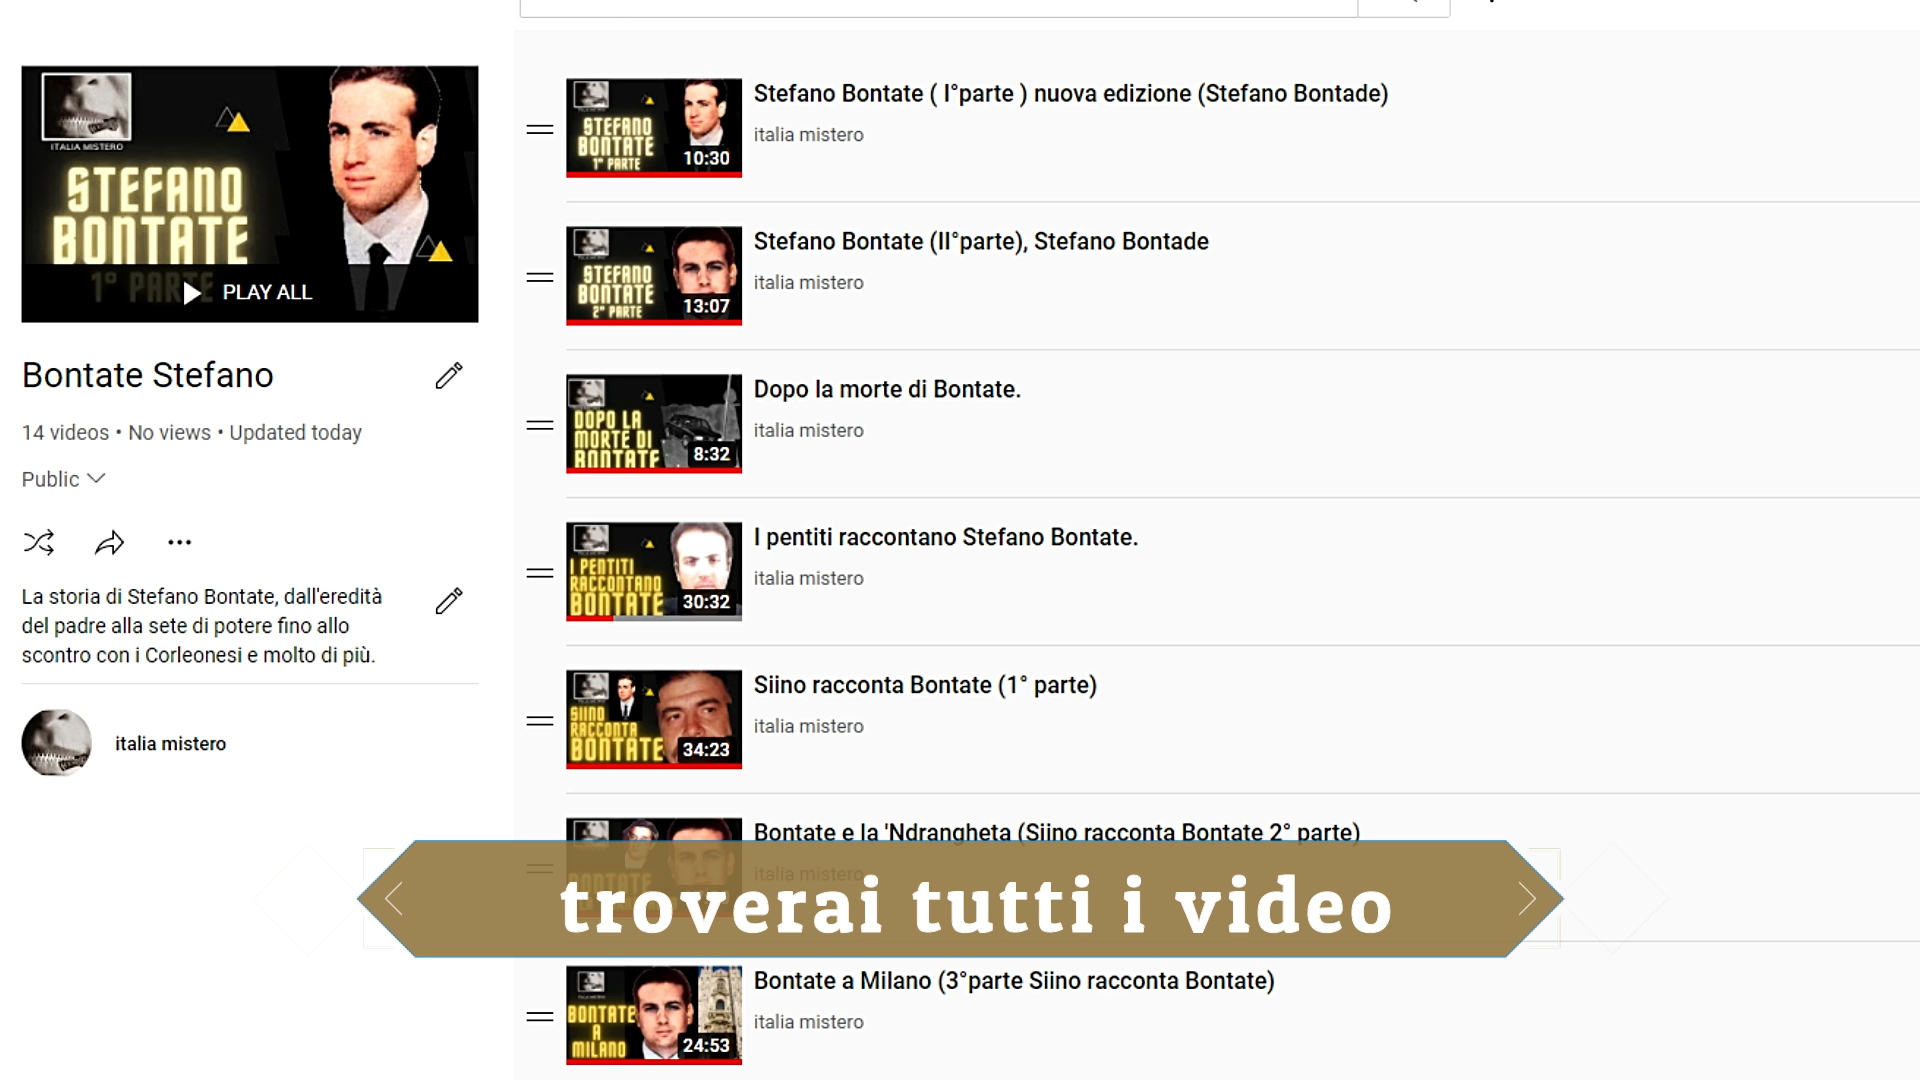 ITALIA MISTERO
STEFANO
BONTATE
1° PARTE
PLAY ALL
Bontate Stefano
14 videos • No views • Updated today
Public
La storia di Stefano Bontate, dall'eredità
del padre alla sete di potere fino allo
scontro con i Corleonesi e molto di più.
italia mistero
STEFANO
BONTATE
1° PARTE
10:30
Stefano Bontate ( I°parte ) nuova edizione (Stefano Bontade)
italia mistero
STEFANO
BONTATE
2° PARTE
13:07
Stefano Bontate (II°parte), Stefano Bontade
italia mistero
DOPO LA
MORTE DI
BONTATE
8:32
Dopo la morte di Bontate.
italia mistero
I PENTITI
RACCONTANO
BONTATE
30:32
I pentiti raccontano Stefano Bontate.
italia mistero
SIINO
RACCONTA
BONTATE
34:23
Siino racconta Bontate (1° parte)
italia mistero
BONTATE
Bontate e la 'Ndrangheta (Siino racconta Bontate 2° parte)
italia mistero
troverai tutti i video
BONTATE
A
MILANO
24:53
Bontate a Milano (3°parte Siino racconta Bontate)
italia mistero